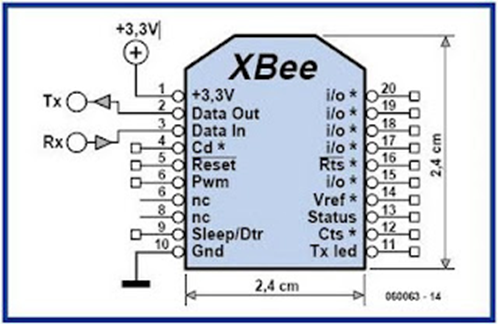 +3,3V
XBee
Tx
Rx
1 +3,3V i/o * 20
2 Data Out i/o * 19
3 Data In i/o * 18
4 Cd * i/o * 17
5 Reset Rts * 16
6 Pwm i/o * 15
6 nc Vref * 14
8 nc Status 13
9 Sleep/Dtr Cts * 12
10 Gnd Tx led 11
2,4 cm
2,4 cm
060063 - 14